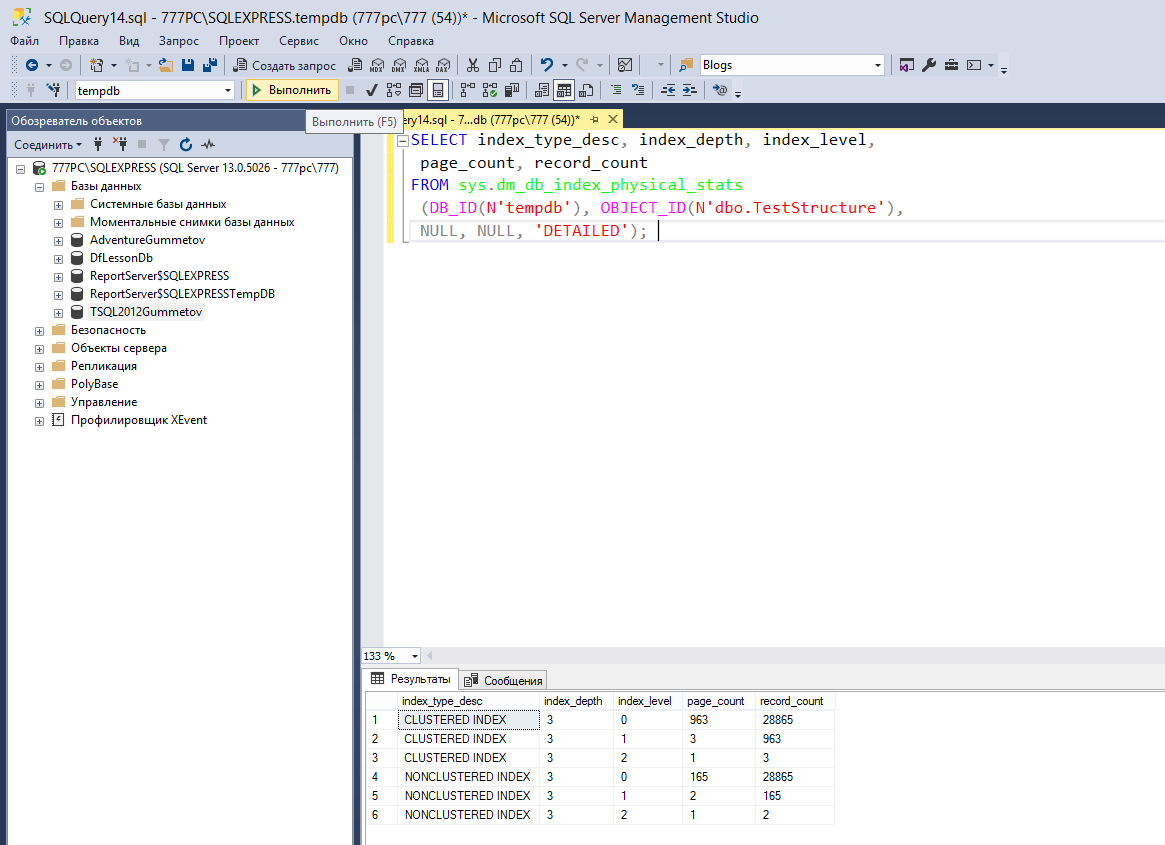 SQLQuery14.sql - 777PC\SQLEXPRESS.tempdb (777pc\777 (54))* - Microsoft SQL Server Management Studio
Файл Правка Вид Запрос Проект Сервис Окно Справка
Создать запрос MDX DMX XMLA DAX Blogs
tempdb Выполнить
Обозреватель объектов
Выполнить (F5)
ery14.sql - 7...db (777pc\777 (54))*
Соединить
777PC\SQLEXPRESS (SQL Server 13.0.5026 - 777pc\777)
Базы данных
Системные базы данных
Моментальные снимки базы данных
AdventureGummetov
DfLessonDb
ReportServer$SQLEXPRESS
ReportServer$SQLEXPRESSTempDB
TSQL2012Gummetov
Безопасность
Объекты сервера
Репликация
PolyBase
Управление
Профилировщик XEvent
SELECT index_type_desc, index_depth, index_level,
page_count, record_count
FROM sys.dm_db_index_physical_stats
(DB_ID(N'tempdb'), OBJECT_ID(N'dbo.TestStructure'),
NULL, NULL, 'DETAILED');
133 %
Результаты Сообщения
index_type_desc index_depth index_level page_count record_count
1 CLUSTERED INDEX 3 0 963 28865
2 CLUSTERED INDEX 3 1 3 963
3 CLUSTERED INDEX 3 2 1 3
4 NONCLUSTERED INDEX 3 0 165 28865
5 NONCLUSTERED INDEX 3 1 2 165
6 NONCLUSTERED INDEX 3 2 1 2